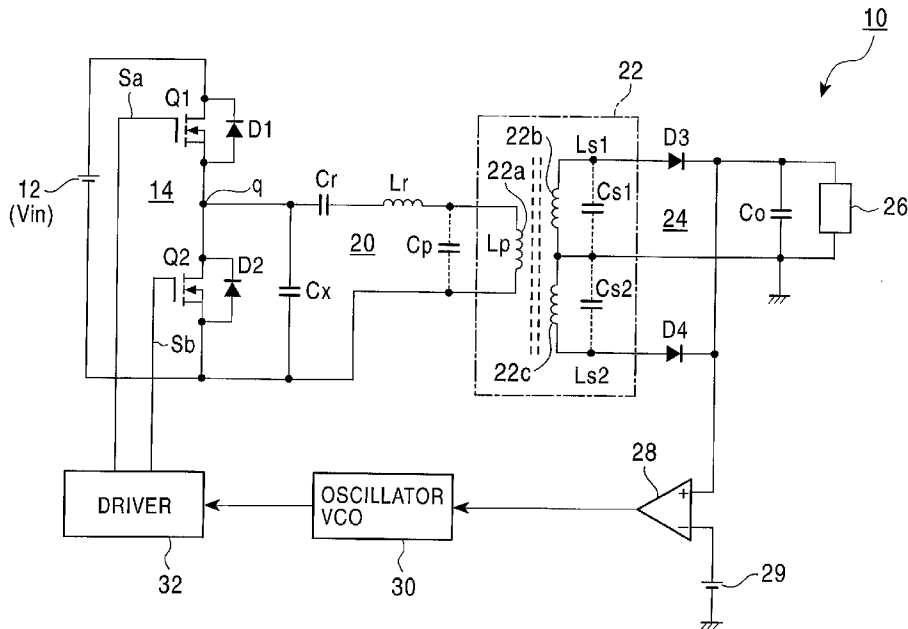 10
22
Sa
Q1
D1
22b
Ls1
D3
22a
12
(Vin)
14
q
Cr
Lr
Cs1
24
Co
26
20
Cp
Lp
Q2
D2
Cx
Cs2
Sb
D4
22c
Ls2
28
+
−
DRIVER
OSCILLATOR
VCO
32
30
29